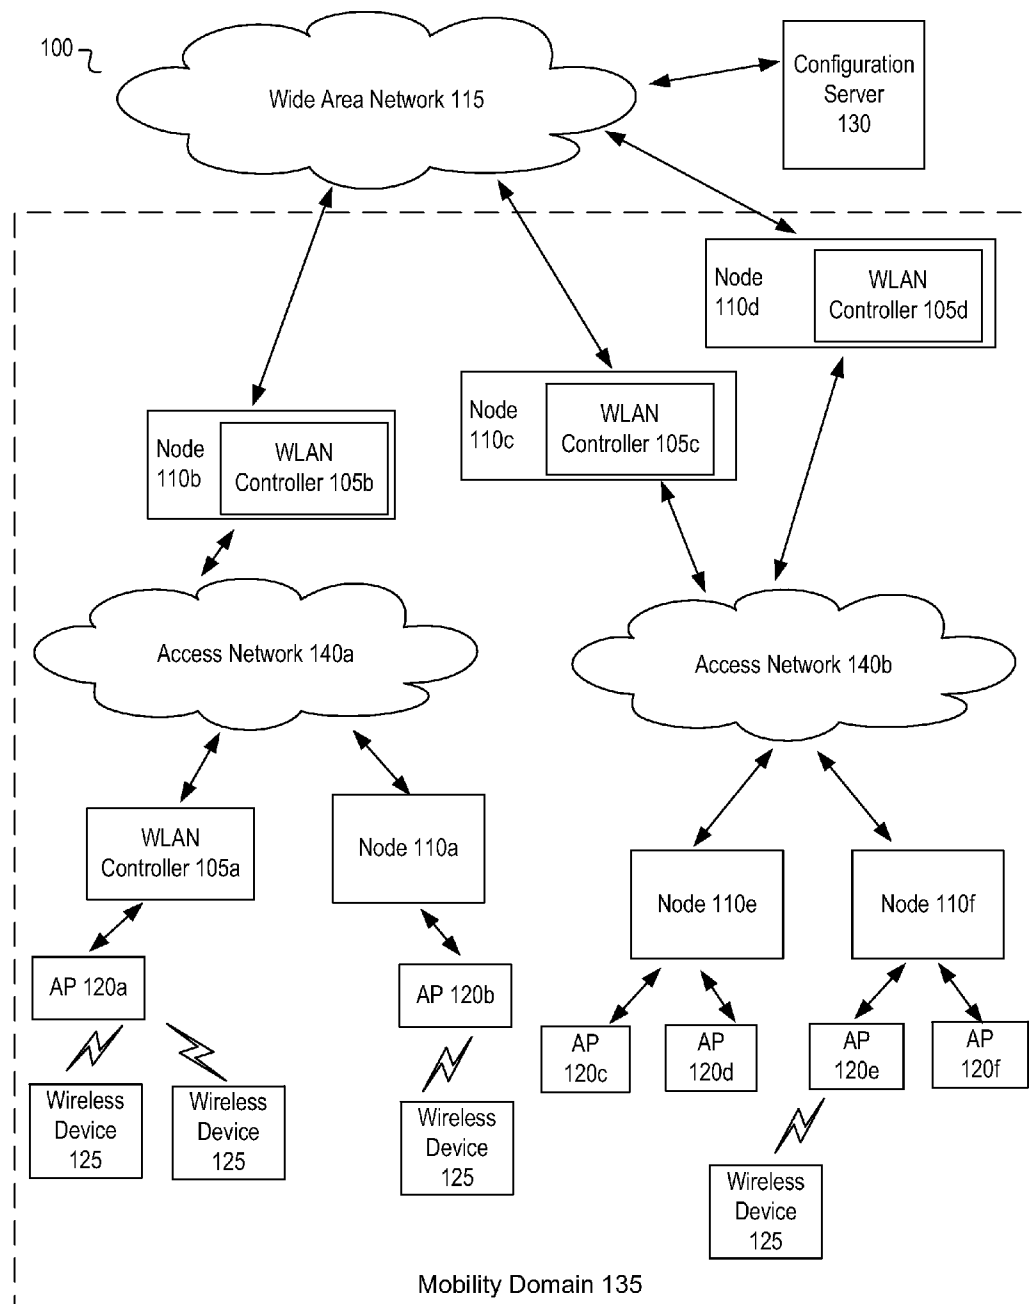 100
Wide Area Network 115
Configuration
Server
130
Node
110d
WLAN
Controller 105d
Node
110c
WLAN
Controller 105c
Node
110b
WLAN
Controller 105b
Access Network 140a
Access Network 140b
WLAN
Controller 105a
Node 110a
Node 110e
Node 110f
AP 120a
AP 120b
AP
120c
AP
120d
AP
120e
AP
120f
Wireless
Device
125
Wireless
Device
125
Wireless
Device
125
Wireless
Device
125
Mobility Domain 135